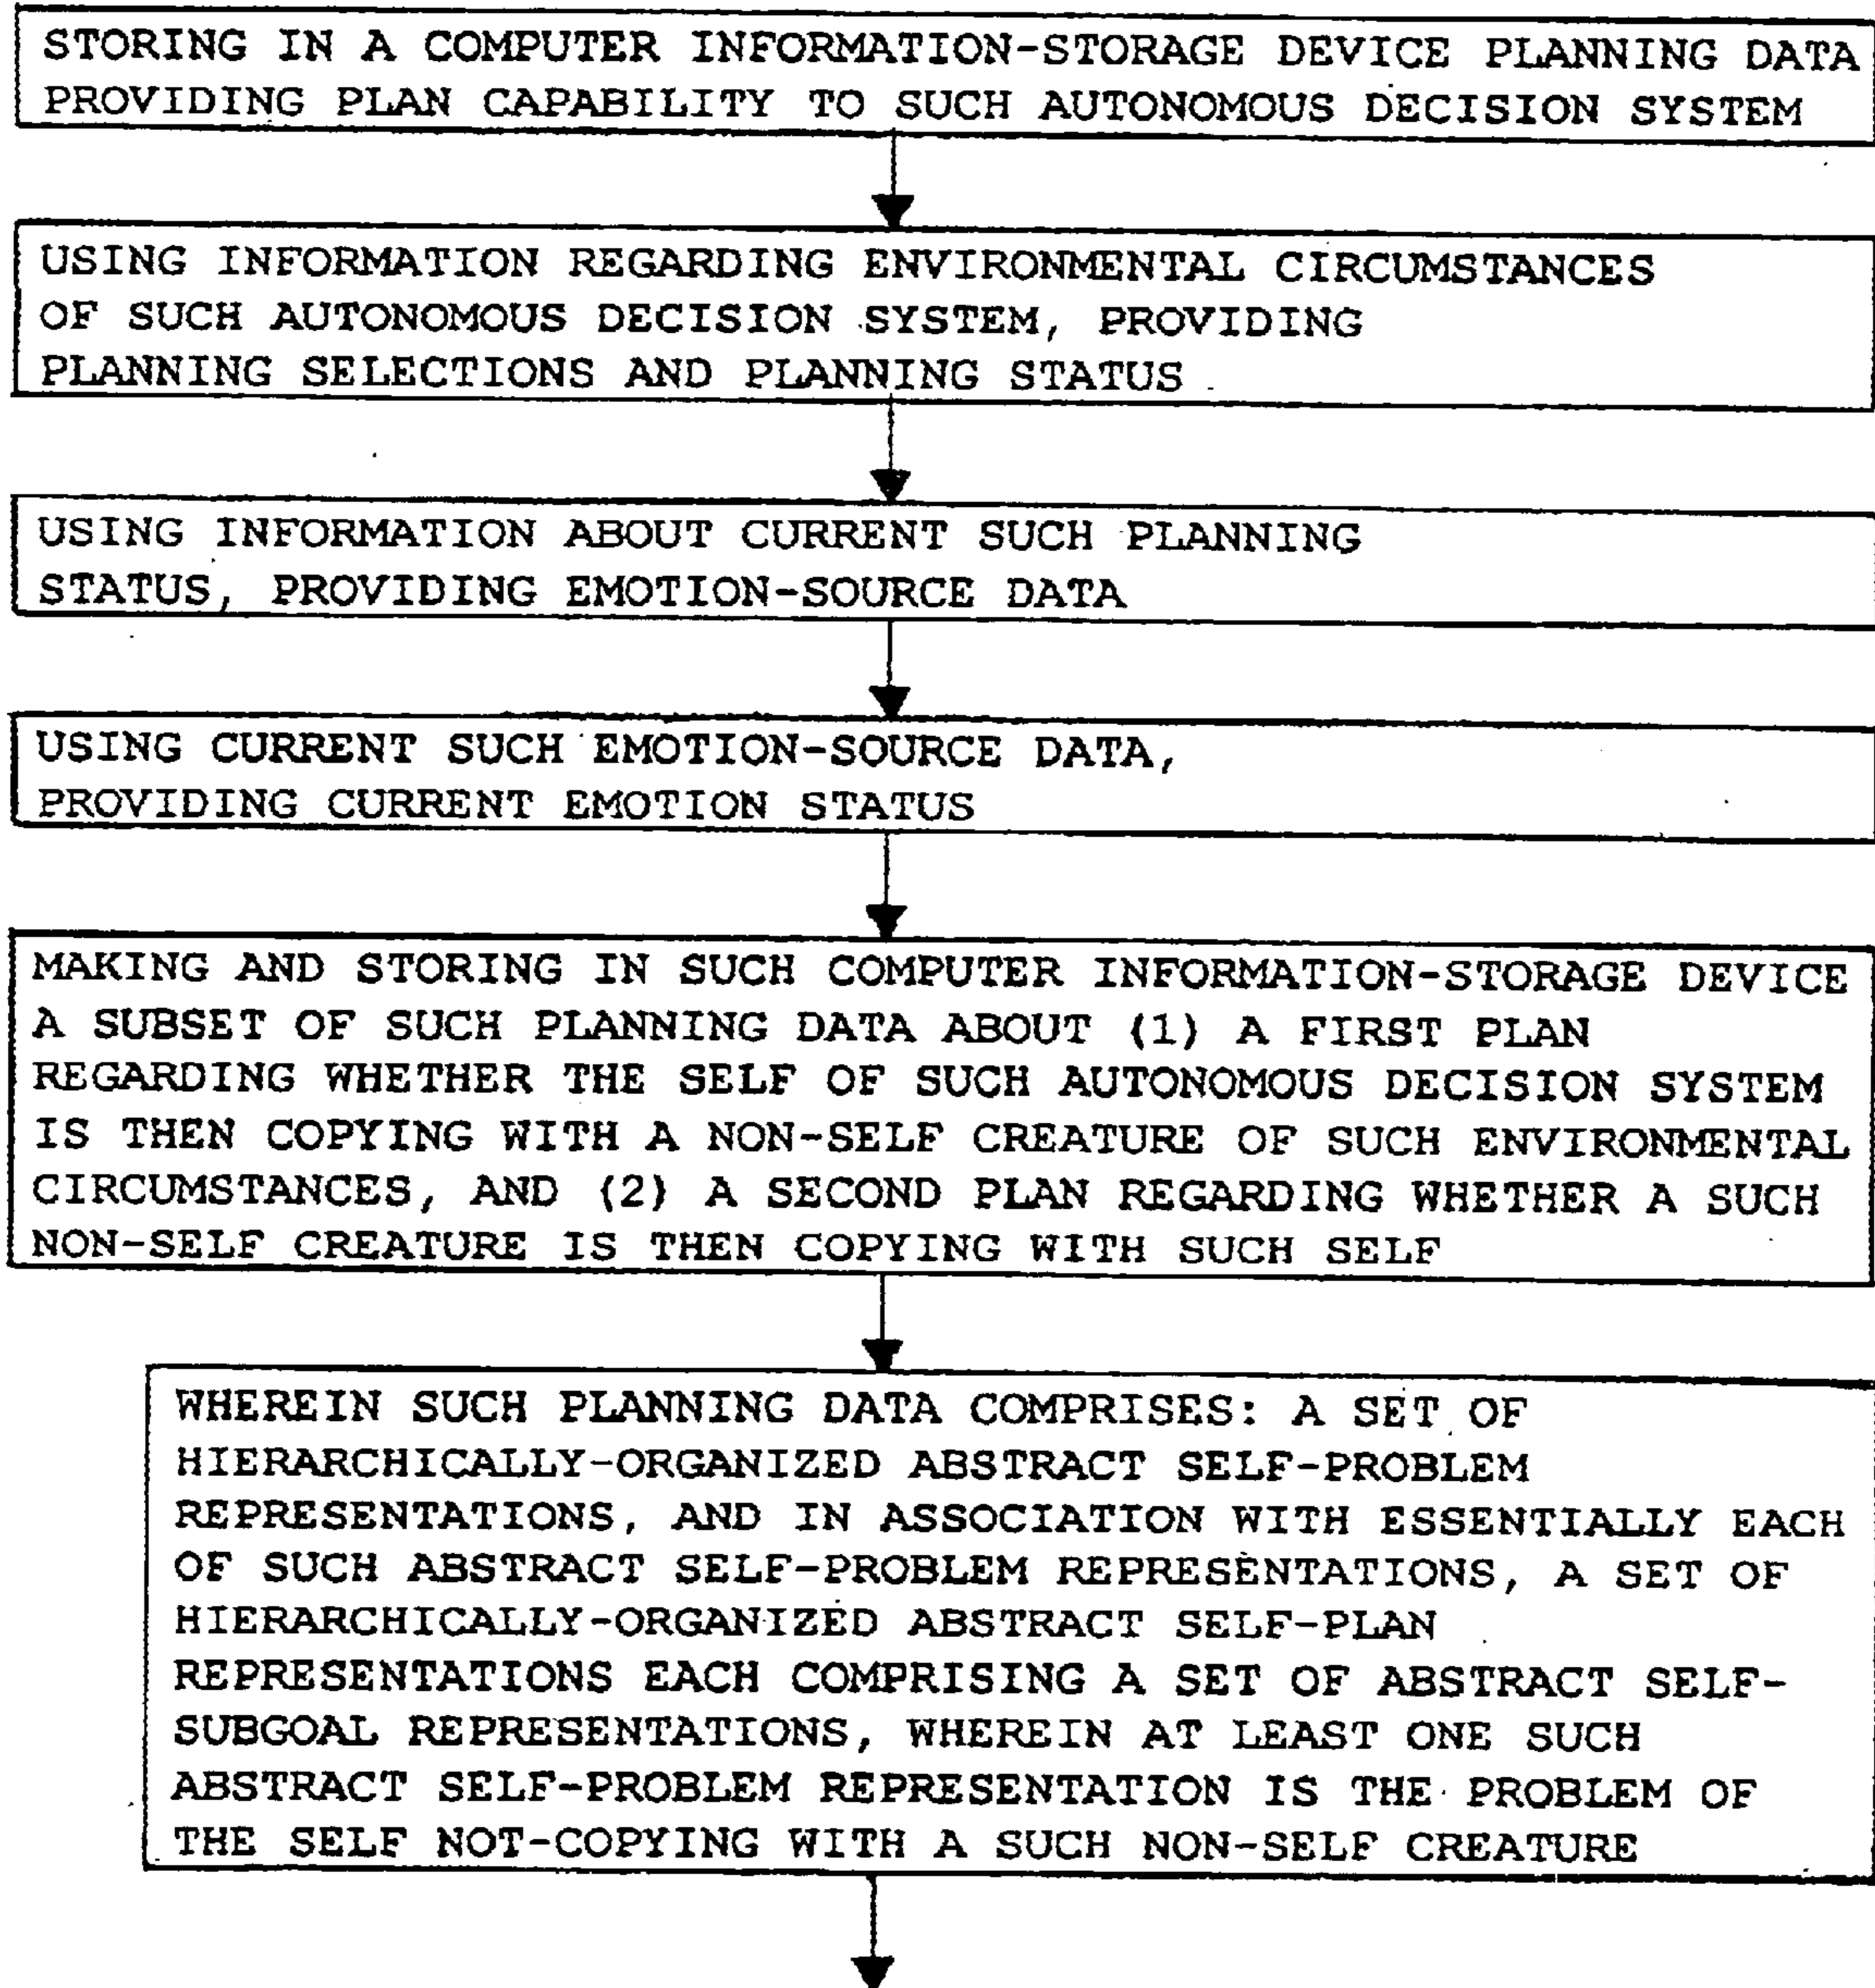 STORING IN A COMPUTER INFORMATION-STORAGE DEVICE PLANNING DATA
PROVIDING PLAN CAPABILITY TO SUCH AUTONOMOUS DECISION SYSTEM
USING INFORMATION REGARDING ENVIRONMENTAL CIRCUMSTANCES
OF SUCH AUTONOMOUS DECISION SYSTEM, PROVIDING
PLANNING SELECTIONS AND PLANNING STATUS
USING INFORMATION ABOUT CURRENT SUCH PLANNING
STATUS, PROVIDING EMOTION-SOURCE DATA
USING CURRENT SUCH EMOTION-SOURCE DATA,
PROVIDING CURRENT EMOTION STATUS
MAKING AND STORING IN SUCH COMPUTER INFORMATION-STORAGE DEVICE
A SUBSET OF SUCH PLANNING DATA ABOUT (1) A FIRST PLAN
REGARDING WHETHER THE SELF OF SUCH AUTONOMOUS DECISION SYSTEM
IS THEN COPYING WITH A NON-SELF CREATURE OF SUCH ENVIRONMENTAL
CIRCUMSTANCES, AND (2) A SECOND PLAN REGARDING WHETHER A SUCH
NON-SELF CREATURE IS THEN COPYING WITH SUCH SELF
WHEREIN SUCH PLANNING DATA COMPRISES: A SET OF
HIERARCHICALLY-ORGANIZED ABSTRACT SELF-PROBLEM
REPRESENTATIONS, AND IN ASSOCIATION WITH ESSENTIALLY EACH
OF SUCH ABSTRACT SELF-PROBLEM REPRESENTATIONS, A SET OF
HIERARCHICALLY-ORGANIZED ABSTRACT SELF-PLAN
REPRESENTATIONS EACH COMPRISING A SET OF ABSTRACT SELF-
SUBGOAL REPRESENTATIONS, WHEREIN AT LEAST ONE SUCH
ABSTRACT SELF-PROBLEM REPRESENTATION IS THE PROBLEM OF
THE SELF NOT-COPYING WITH A SUCH NON-SELF CREATURE